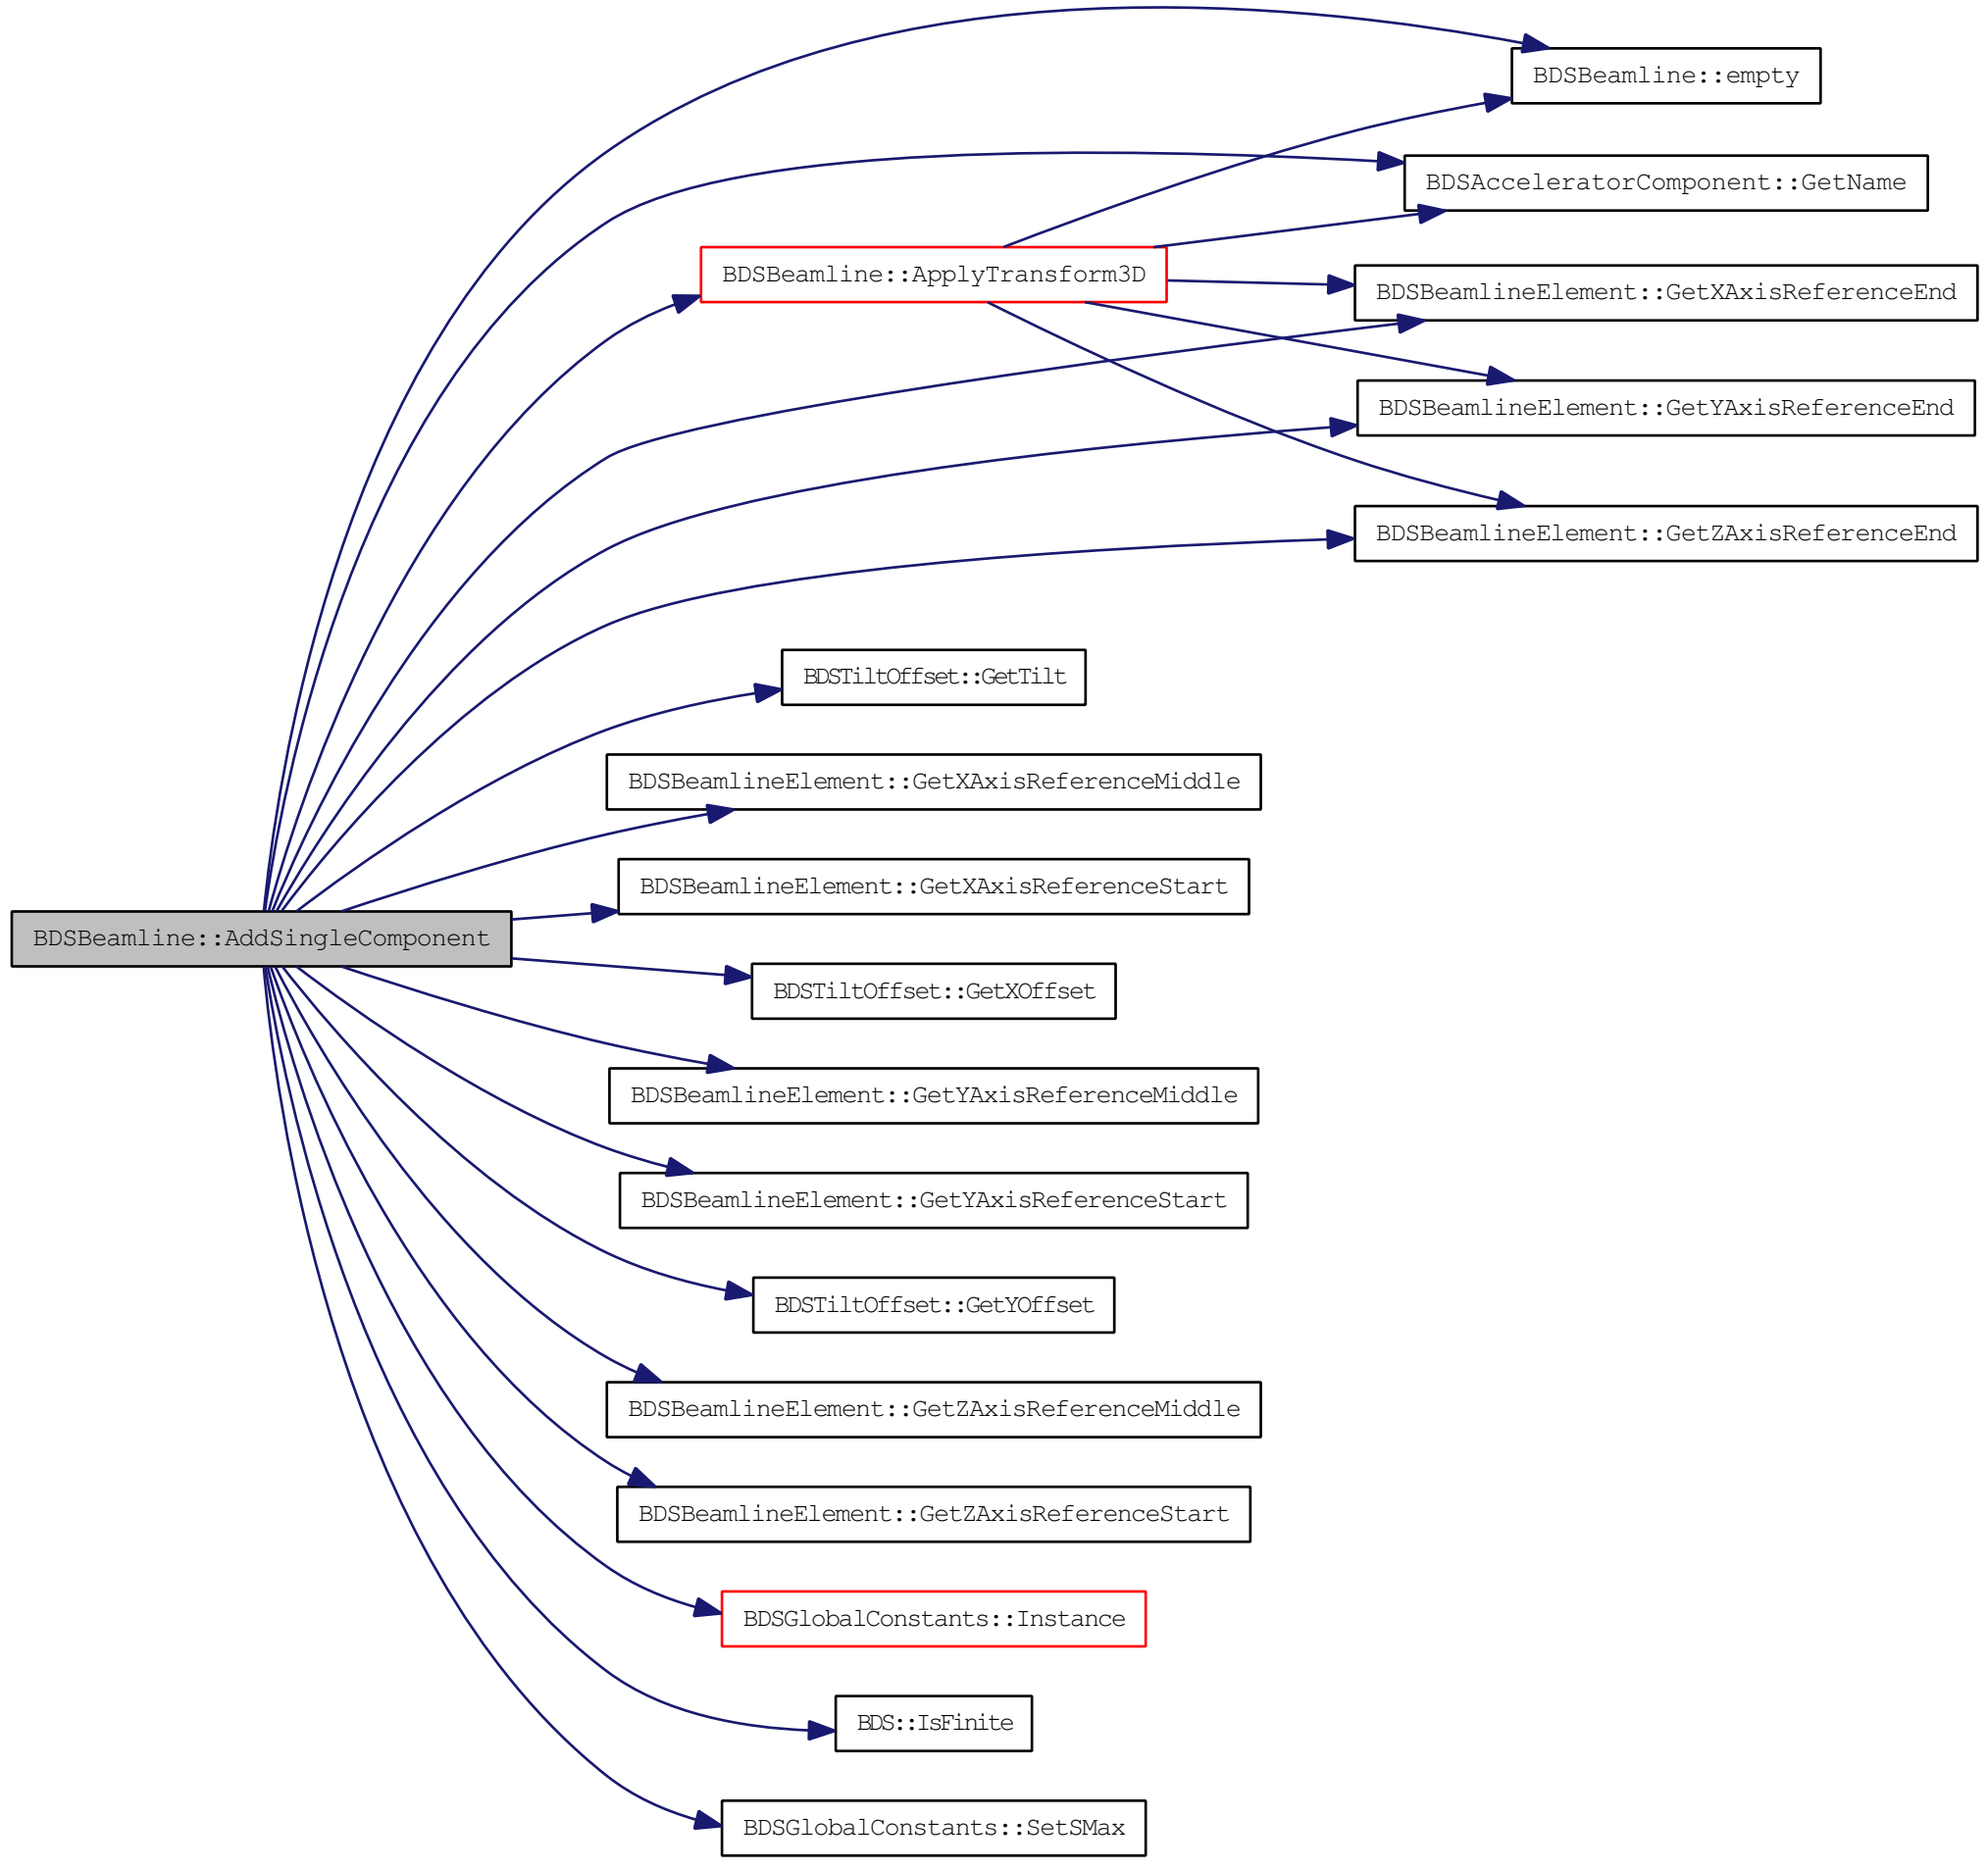 BDSBeamline::empty
BDSAcceleratorComponent::GetName
BDSBeamline::ApplyTransform3D
BDSBeamlineElement::GetXAxisReferenceEnd
BDSBeamlineElement::GetYAxisReferenceEnd
BDSBeamlineElement::GetZAxisReferenceEnd
BDSTiltOffset::GetTilt
BDSBeamlineElement::GetXAxisReferenceMiddle
BDSBeamlineElement::GetXAxisReferenceStart
BDSBeamline::AddSingleComponent
BDSTiltOffset::GetXOffset
BDSBeamlineElement::GetYAxisReferenceMiddle
BDSBeamlineElement::GetYAxisReferenceStart
BDSTiltOffset::GetYOffset
BDSBeamlineElement::GetZAxisReferenceMiddle
BDSBeamlineElement::GetZAxisReferenceStart
BDSGlobalConstants::Instance
BDS::IsFinite
BDSGlobalConstants::SetSMax